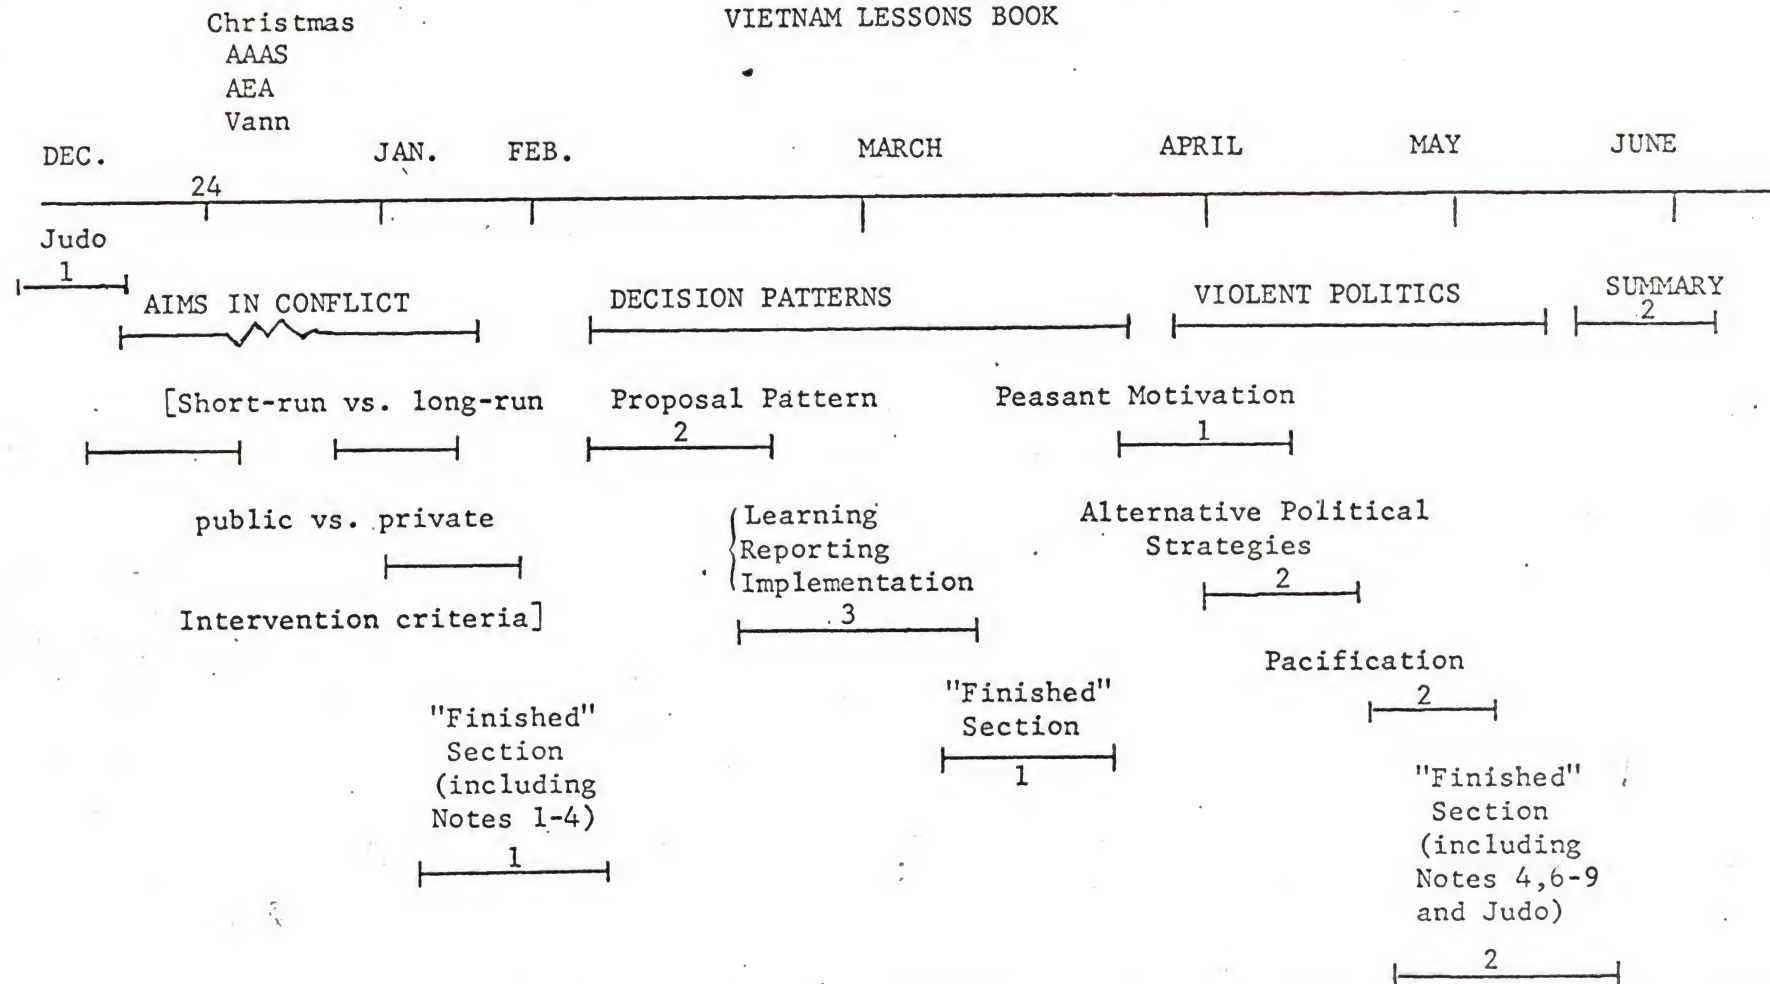 VIETNAM LESSONS BOOK
Christmas
AAAS
AEA
Vann
DEC.
JAN.
FEB.
MARCH
APRIL
MAY
JUNE
24
Judo
1
AIMS IN CONFLICT
DECISION PATTERNS
VIOLENT POLITICS
SUMMARY
2
[Short-run vs. long-run
Proposal Pattern
2
Peasant Motivation
1
public vs. private
Learning
Reporting
Implementation
3
Alternative Political
Strategies
2
Intervention criteria]
Pacification
2
"Finished"
Section
(including
Notes 1-4)
1
"Finished"
Section
1
"Finished"
Section
(including
Notes 4,6-9
and Judo)
2